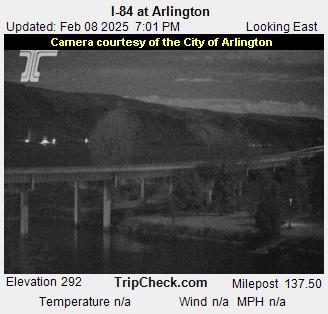 I-84 at Arlington
Updated: Feb 08 2025 7:01 PM Looking East
Camera courtesy of the City of Arlington
Elevation 292 TripCheck.com Milepost 137.50
Temperature n/a Wind n/a MPH n/a